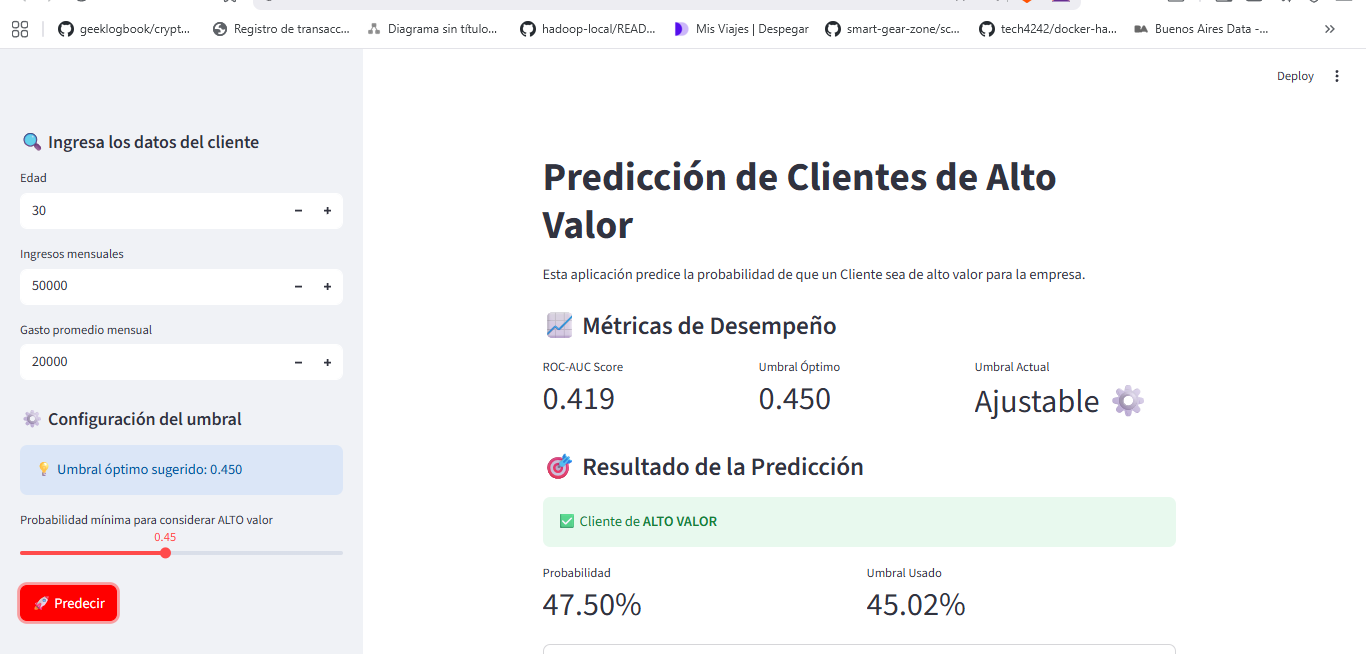 geeklogbook/crypt...
Registro de transacc...
Diagrama sin título...
hadoop-local/READ...
Mis Viajes | Despegar
smart-gear-zone/sc...
tech4242/docker-ha...
BA Buenos Aires Data -...
»
Deploy
Ingresa los datos del cliente
Edad
30 − +
Ingresos mensuales
50000 − +
Gasto promedio mensual
20000 − +
Configuración del umbral
Umbral óptimo sugerido: 0.450
Probabilidad mínima para considerar ALTO valor
0.45
Predecir
Predicción de Clientes de Alto
Valor
Esta aplicación predice la probabilidad de que un Cliente sea de alto valor para la empresa.
Métricas de Desempeño
ROC-AUC Score
0.419
Umbral Óptimo
0.450
Umbral Actual
Ajustable
Resultado de la Predicción
Cliente de ALTO VALOR
Probabilidad
47.50%
Umbral Usado
45.02%